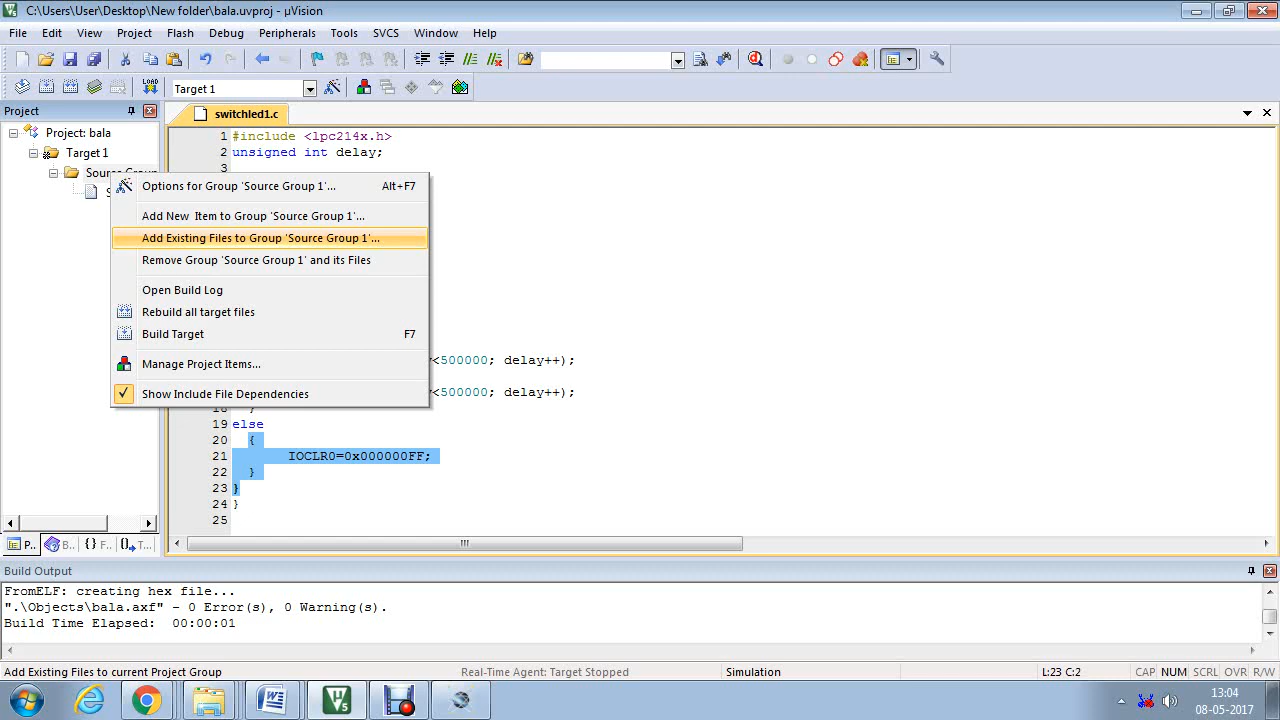 C:\Users\User\Desktop\New folder\bala.uvproj - µVision
File Edit View Project Flash Debug Peripherals Tools SVCS Window Help
LOAD Target 1
Project
switchled1.c
Project: bala
Target 1
Source Group
Options for Group 'Source Group 1'... Alt+F7
Add New Item to Group 'Source Group 1'...
Add Existing Files to Group 'Source Group 1'...
Remove Group 'Source Group 1' and its Files
Open Build Log
Rebuild all target files
Build Target F7
Manage Project Items...
Show Include File Dependencies
1 #include <lpc214x.h>
2 unsigned int delay;
3
<500000; delay++);
<500000; delay++);
18 }
19 else
20 {
21 IOCLR0=0x000000FF;
22 }
23 }
24 }
25
P... B... {} F... T...
Build Output
FromELF: creating hex file...
".\Objects\bala.axf" - 0 Error(s), 0 Warning(s).
Build Time Elapsed: 00:00:01
Add Existing Files to current Project Group Real-Time Agent: Target Stopped Simulation L:23 C:2 CAP NUM SCRL OVR R/W
13:04
08-05-2017